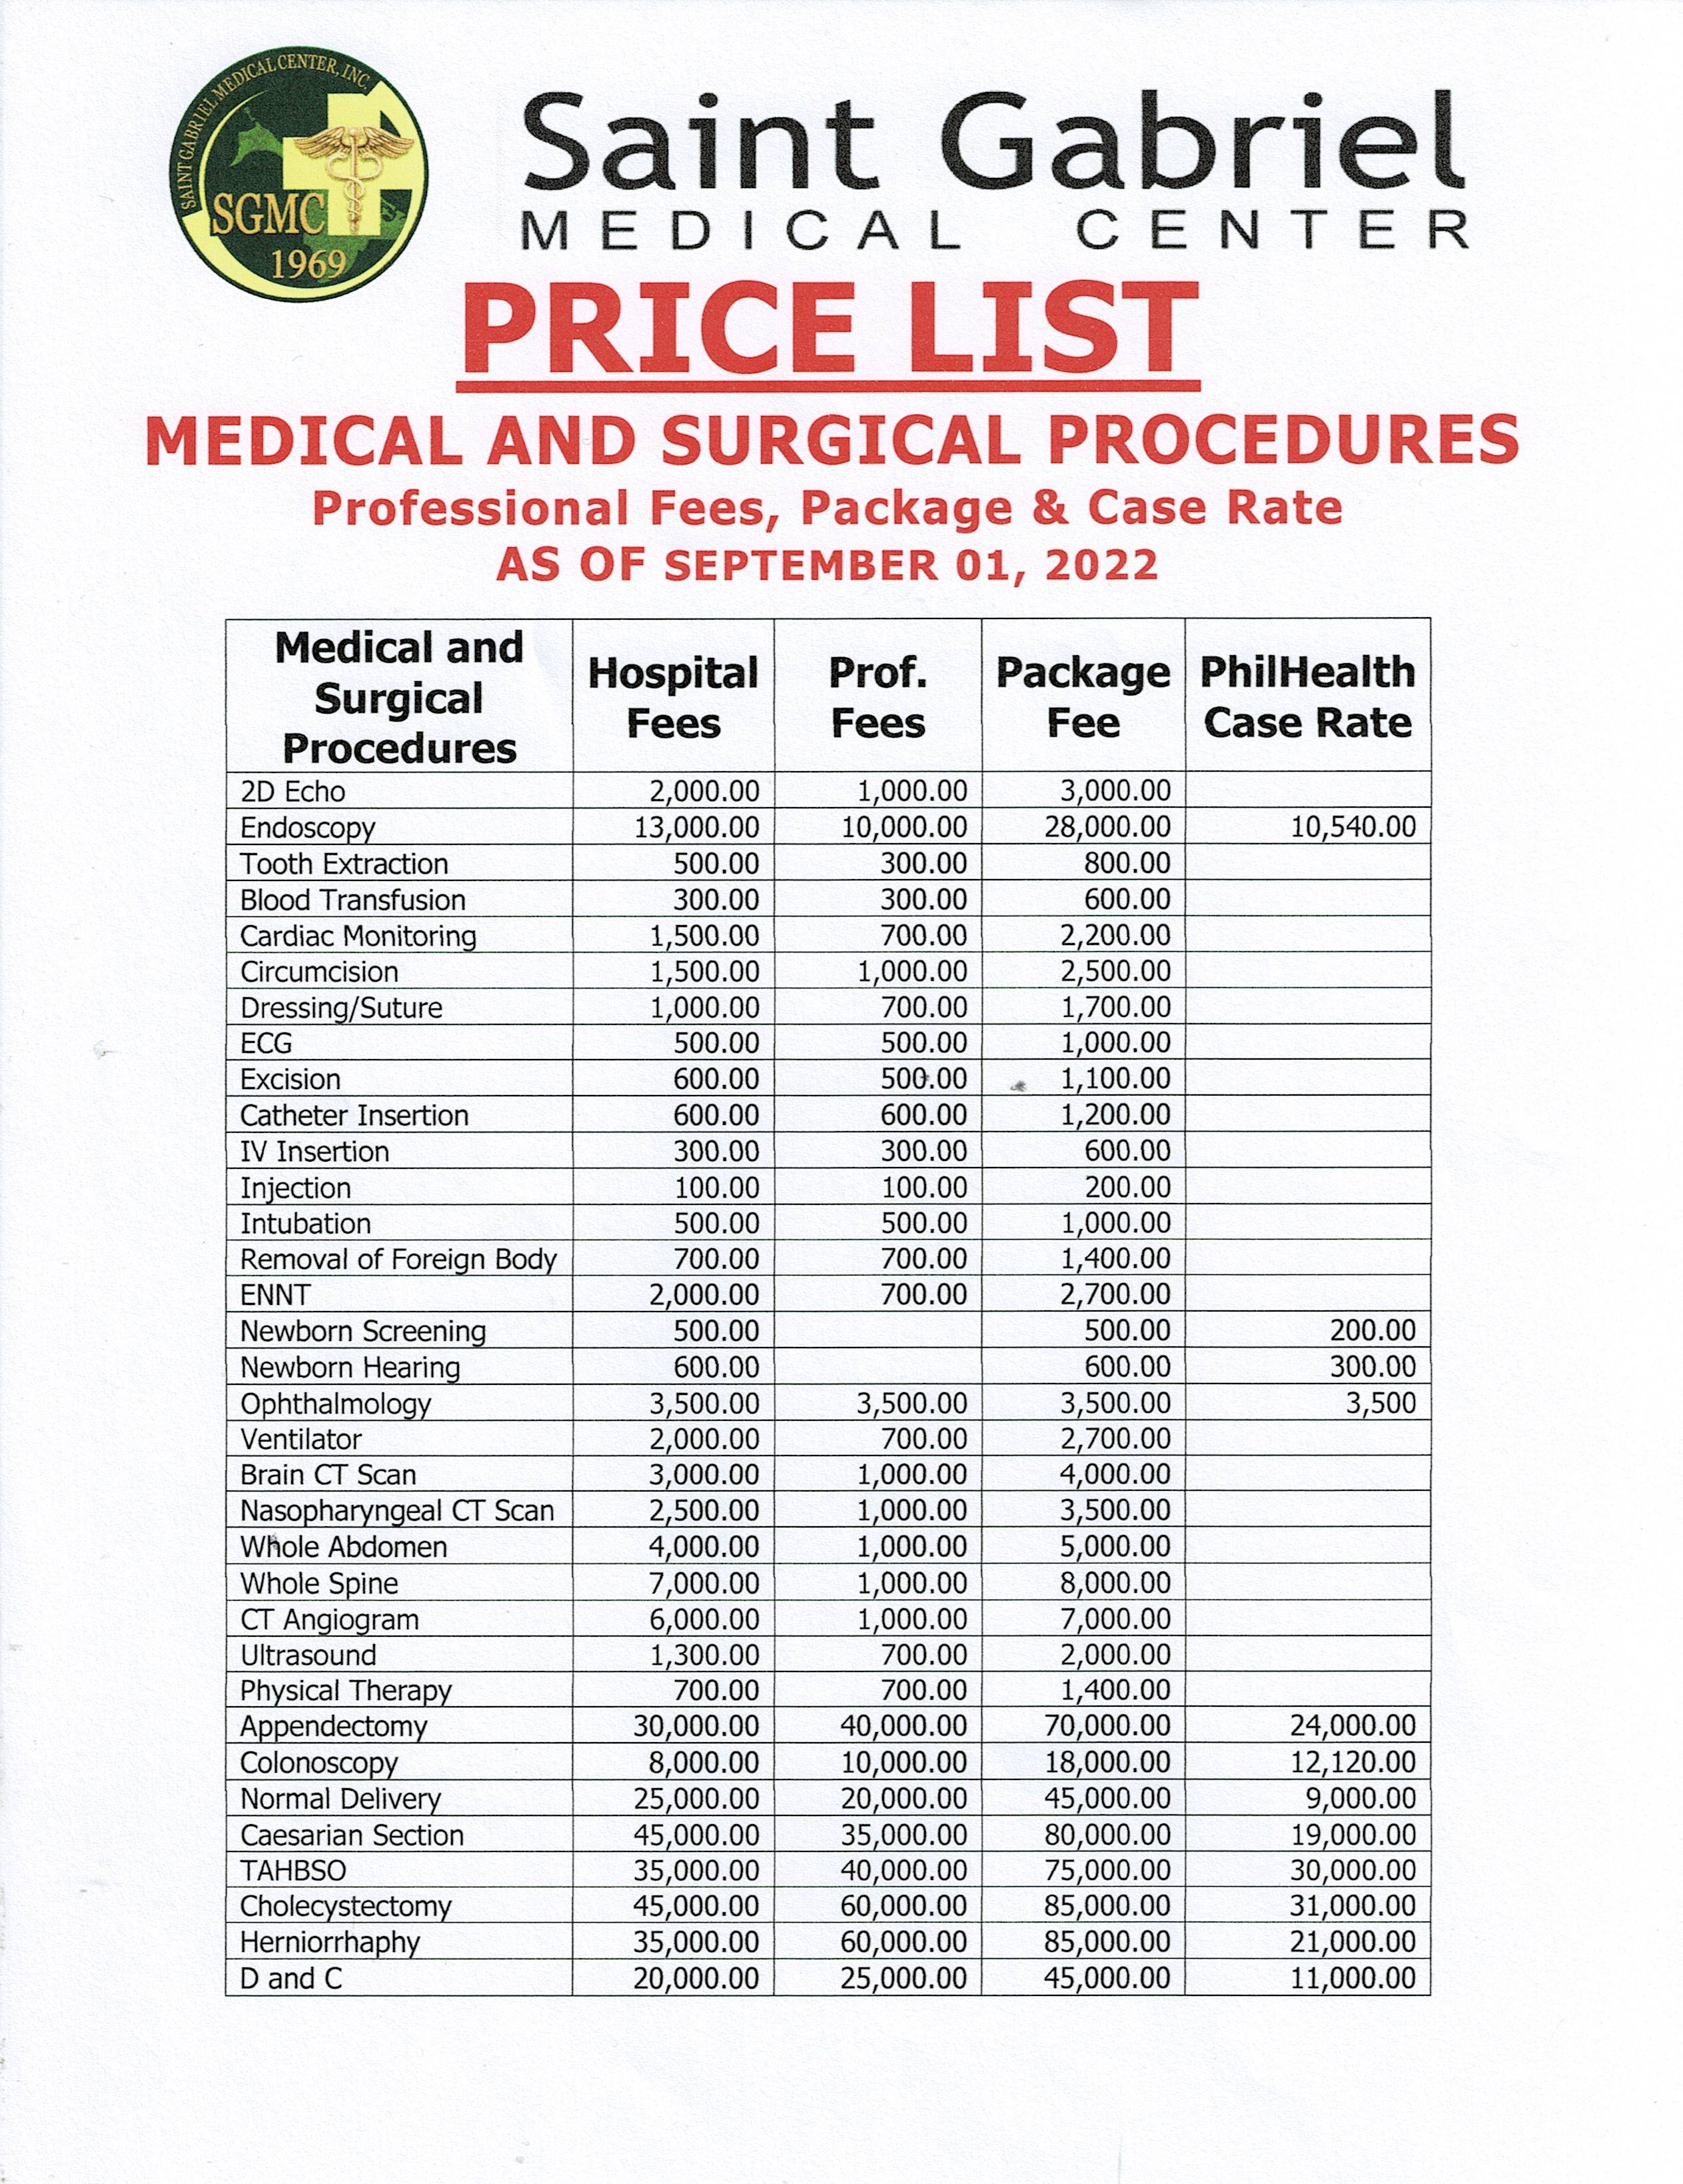 SAINT GABRIEL MEDICAL CENTER, INC.
SGMC
1969
Saint Gabriel
MEDICAL CENTER
PRICE LIST
MEDICAL AND SURGICAL PROCEDURES
Professional Fees, Package & Case Rate
AS OF SEPTEMBER 01, 2022
Medical and Surgical Procedures Hospital Fees Prof. Fees Package Fee PhilHealth Case Rate
2D Echo 2,000.00 1,000.00 3,000.00
Endoscopy 13,000.00 10,000.00 28,000.00 10,540.00
Tooth Extraction 500.00 300.00 800.00
Blood Transfusion 300.00 300.00 600.00
Cardiac Monitoring 1,500.00 700.00 2,200.00
Circumcision 1,500.00 1,000.00 2,500.00
Dressing/Suture 1,000.00 700.00 1,700.00
ECG 500.00 500.00 1,000.00
Excision 600.00 500.00 1,100.00
Catheter Insertion 600.00 600.00 1,200.00
IV Insertion 300.00 300.00 600.00
Injection 100.00 100.00 200.00
Intubation 500.00 500.00 1,000.00
Removal of Foreign Body 700.00 700.00 1,400.00
ENNT 2,000.00 700.00 2,700.00
Newborn Screening 500.00 500.00 200.00
Newborn Hearing 600.00 600.00 300.00
Ophthalmology 3,500.00 3,500.00 3,500.00 3,500
Ventilator 2,000.00 700.00 2,700.00
Brain CT Scan 3,000.00 1,000.00 4,000.00
Nasopharyngeal CT Scan 2,500.00 1,000.00 3,500.00
Whole Abdomen 4,000.00 1,000.00 5,000.00
Whole Spine 7,000.00 1,000.00 8,000.00
CT Angiogram 6,000.00 1,000.00 7,000.00
Ultrasound 1,300.00 700.00 2,000.00
Physical Therapy 700.00 700.00 1,400.00
Appendectomy 30,000.00 40,000.00 70,000.00 24,000.00
Colonoscopy 8,000.00 10,000.00 18,000.00 12,120.00
Normal Delivery 25,000.00 20,000.00 45,000.00 9,000.00
Caesarian Section 45,000.00 35,000.00 80,000.00 19,000.00
TAHBSO 35,000.00 40,000.00 75,000.00 30,000.00
Cholecystectomy 45,000.00 60,000.00 85,000.00 31,000.00
Herniorrhaphy 35,000.00 60,000.00 85,000.00 21,000.00
D and C 20,000.00 25,000.00 45,000.00 11,000.00